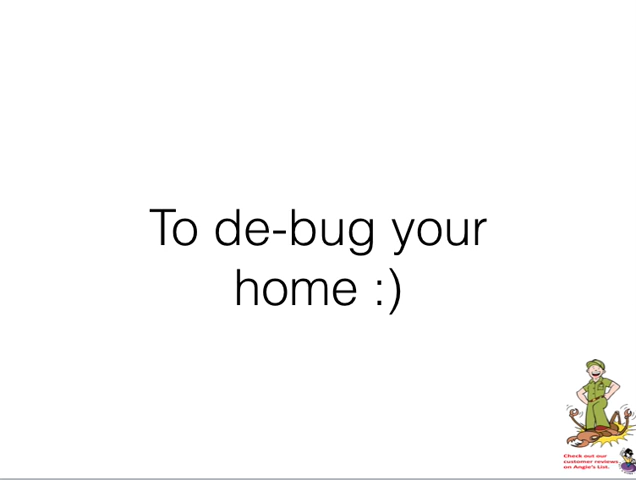 To de-bug your
home :)
Check out our
customer reviews
on Angie's List.